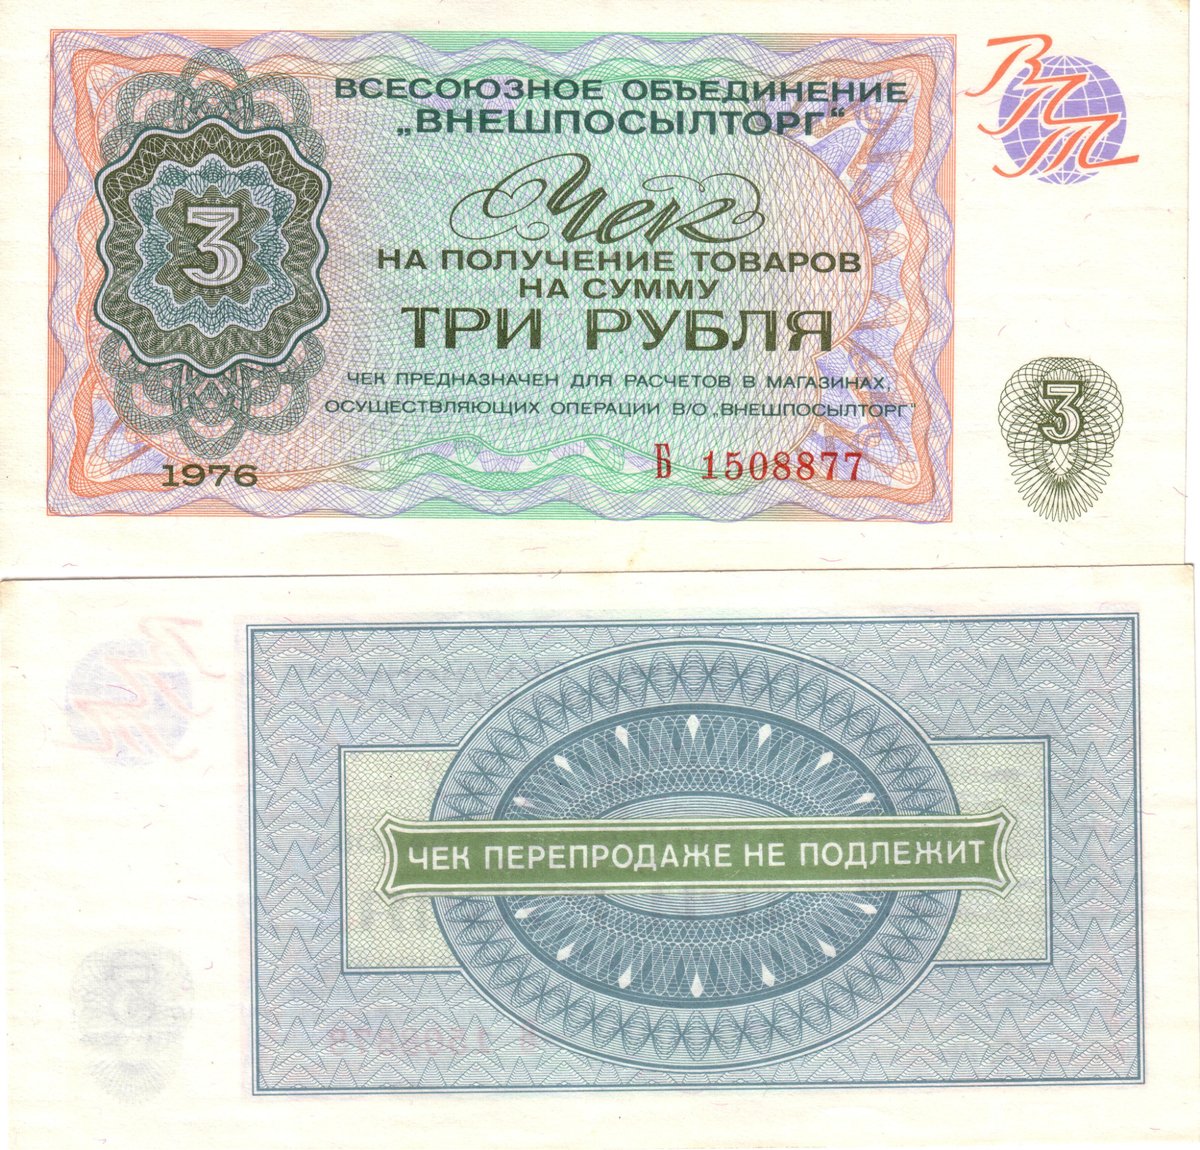 ВСЕСОЮЗНОЕ ОБЪЕДИНЕНИЕ
„ВНЕШПОСЫЛТОРГ“
ВПТ
3
Чек
НА ПОЛУЧЕНИЕ ТОВАРОВ
НА СУММУ
ТРИ РУБЛЯ
ЧЕК ПРЕДНАЗНАЧЕН ДЛЯ РАСЧЕТОВ В МАГАЗИНАХ,
ОСУЩЕСТВЛЯЮЩИХ ОПЕРАЦИИ В/О „ВНЕШПОСЫЛТОРГ“
3
1976
Б 1508877
ЧЕК ПЕРЕПРОДАЖЕ НЕ ПОДЛЕЖИТ